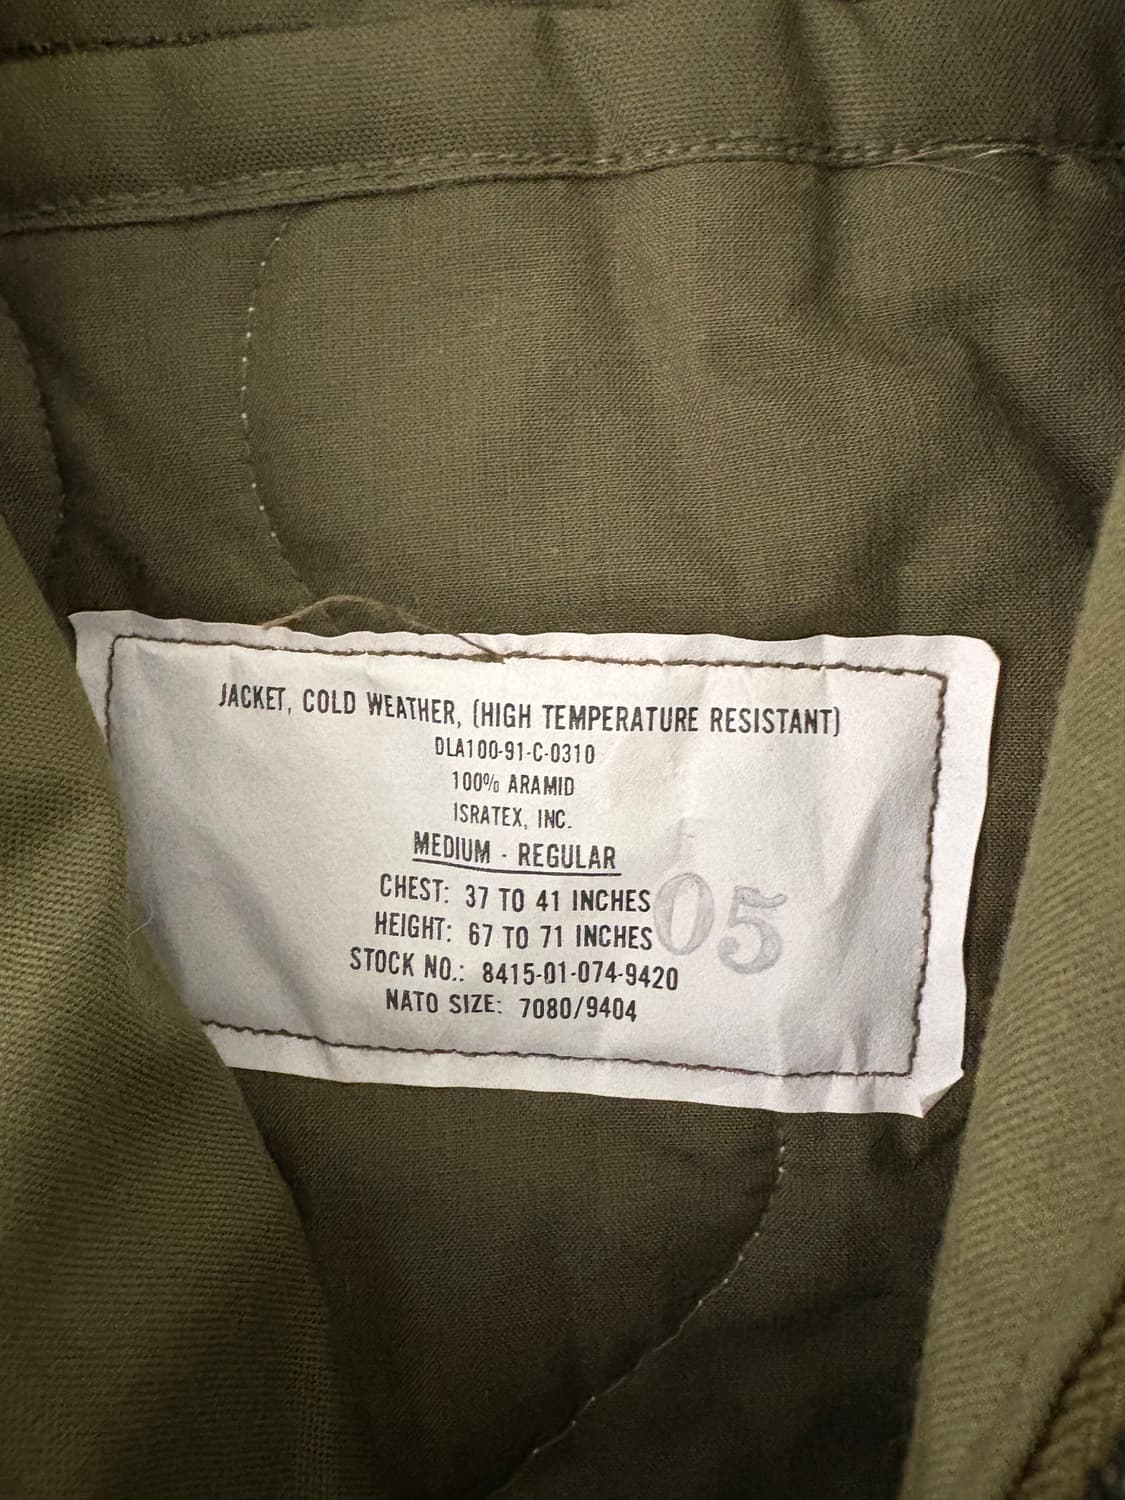 JACKET, COLD WEATHER, (HIGH TEMPERATURE RESISTANT)
DLA100-91-C-0310
100% ARAMID
ISRATEX, INC.
MEDIUM - REGULAR
CHEST: 37 TO 41 INCHES
HEIGHT: 67 TO 71 INCHES
05
STOCK NO.: 8415-01-074-9420
NATO SIZE: 7080/9404